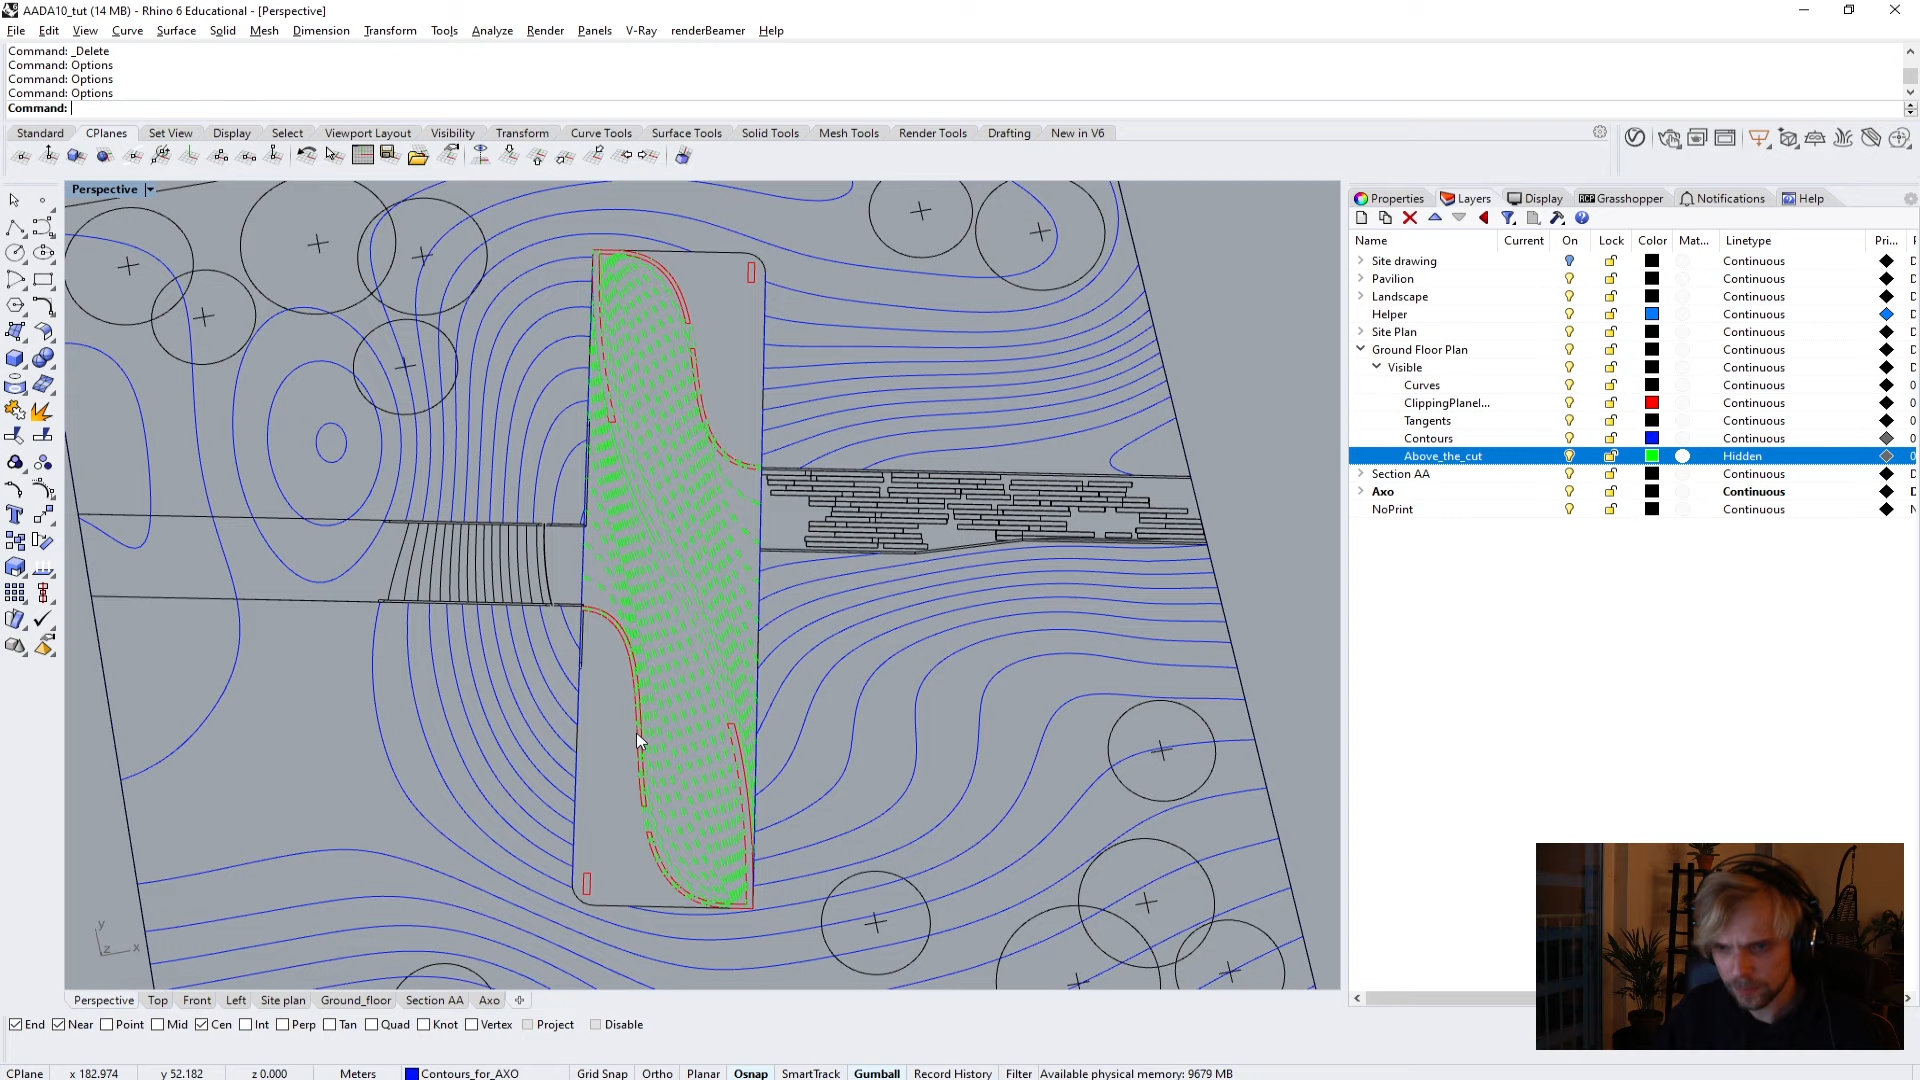 AADA10_tut (14 MB) - Rhino 6 Educational - [Perspective]
File Edit View Curve Surface Solid Mesh Dimension Transform Tools Analyze Render Panels V-Ray renderBeamer Help
Command: _Delete
Command: Options
Command: Options
Command: Options
Command:
Standard CPlanes Set View Display Select Viewport Layout Visibility Transform Curve Tools Surface Tools Solid Tools Mesh Tools Render Tools Drafting New in V6
Perspective
Properties Layers Display Grasshopper Notifications Help
Name Current On Lock Color Mat... Linetype Pri... P
Site drawing Continuous D
Pavilion Continuous D
Landscape Continuous D
Helper Continuous D
Site Plan Continuous D
Ground Floor Plan Continuous D
Visible Continuous D
Curves Continuous 0
ClippingPlaneI... Continuous 0
Tangents Continuous 0
Contours Continuous 0
Above_the_cut Hidden 0
Section AA Continuous D
Axo Continuous D
NoPrint Continuous N
y
z x
Perspective Top Front Left Site plan Ground_floor Section AA Axo
End Near Point Mid Cen Int Perp Tan Quad Knot Vertex Project Disable
CPlane x 182.974 y 52.182 z 0.000 Meters Contours_for_AXO Grid Snap Ortho Planar Osnap SmartTrack Gumball Record History Filter Available physical memory: 9679 MB